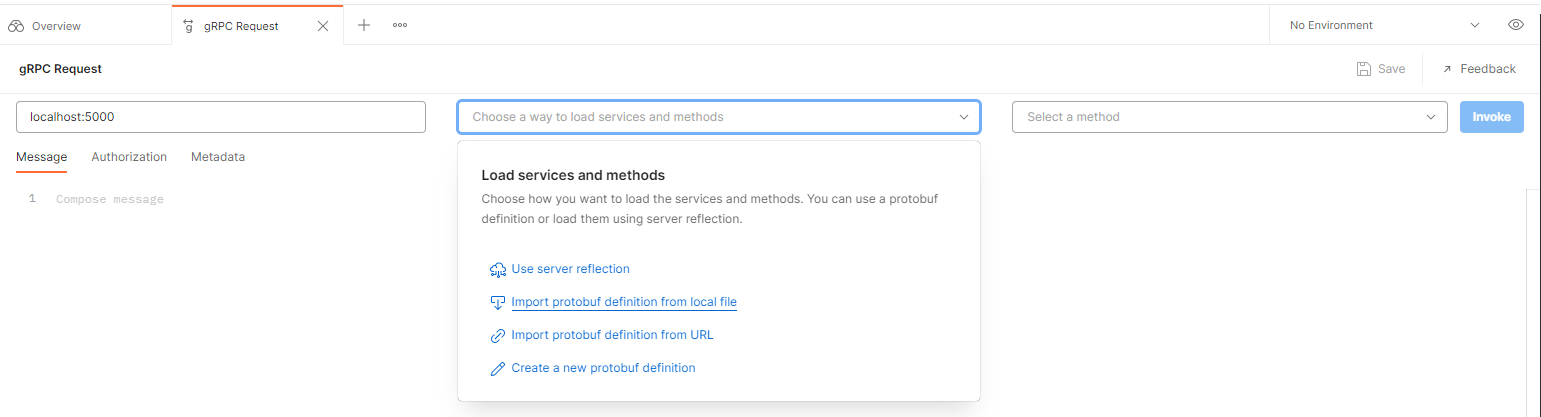 Overview
gRPC Request
No Environment
gRPC Request
Save
Feedback
localhost:5000
Choose a way to load services and methods
Select a method
Invoke
Message
Authorization
Metadata
1 Compose message
Load services and methods
Choose how you want to load the services and methods. You can use a protobuf
definition or load them using server reflection.
Use server reflection
Import protobuf definition from local file
Import protobuf definition from URL
Create a new protobuf definition